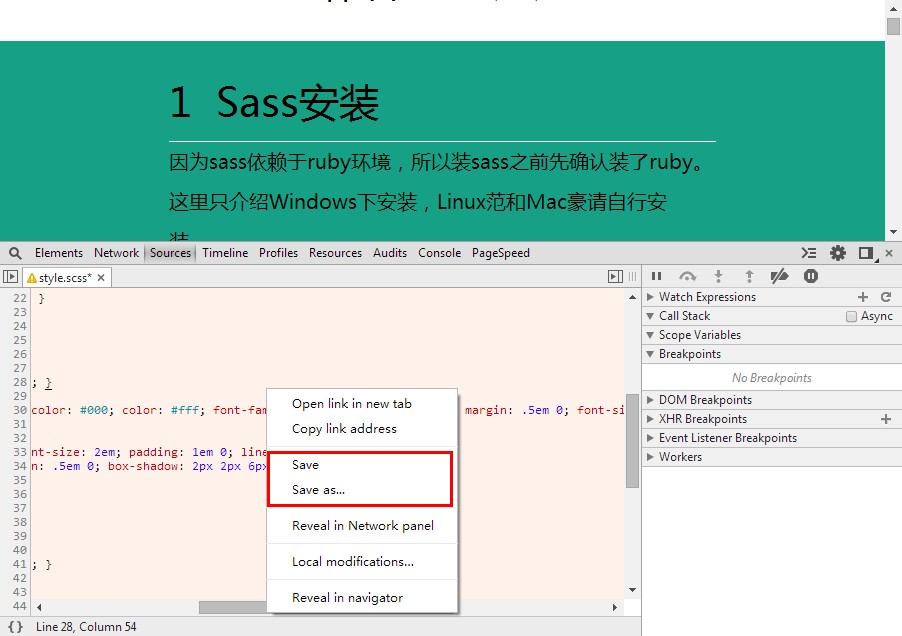 1 Sass安装
因为sass依赖于ruby环境，所以装sass之前先确认装了ruby。
这里只介绍Windows下安装，Linux范和Mac豪请自行安
Elements Network Sources Timeline Profiles Resources Audits Console PageSpeed
style.scss* ×
22 }
23
24
25
26
27
28 ; }
29
30 color: #000; color: #fff; font-fam margin: .5em 0; font-si
31
32
33 nt-size: 2em; padding: 1em 0; line
34 n: .5em 0; box-shadow: 2px 2px 6px
35
36
37
38
39
40
41 ; }
42
43
44
Open link in new tab
Copy link address
Save
Save as...
Reveal in Network panel
Local modifications...
Reveal in navigator
{} Line 28, Column 54
Watch Expressions
Call Stack Async
Scope Variables
Breakpoints
No Breakpoints
DOM Breakpoints
XHR Breakpoints
Event Listener Breakpoints
Workers